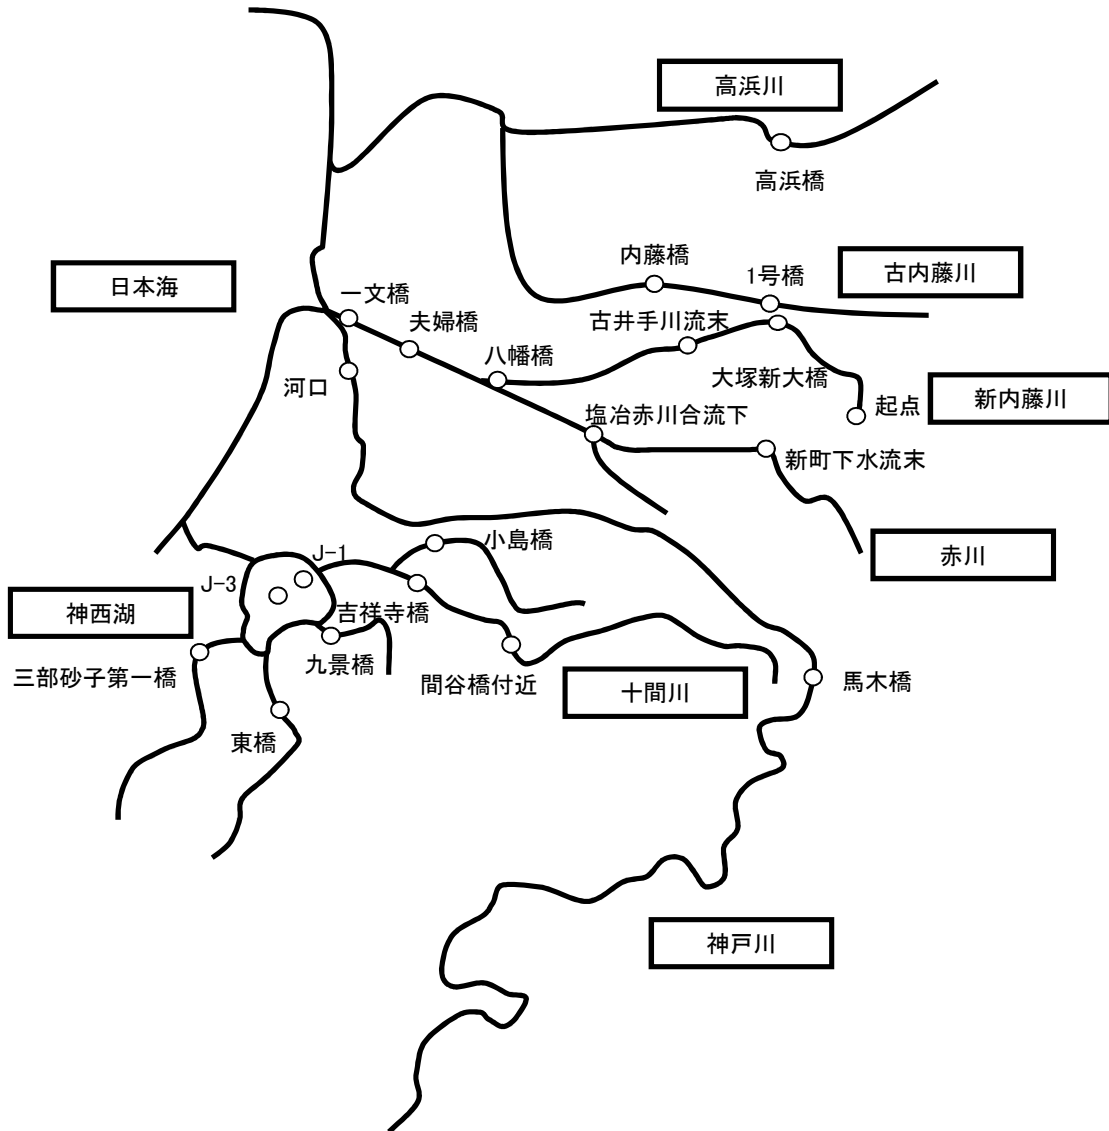 高浜川
高浜橋
内藤橋
1号橋
古内藤川
日本海
一文橋
夫婦橋
古井手川流末
八幡橋
大塚新大橋
河口
起点
新内藤川
塩冶赤川合流下
新町下水流末
小島橋
赤川
J-1
J-3
神西湖
吉祥寺橋
三部砂子第一橋
九景橋
間谷橋付近
十間川
馬木橋
東橋
神戸川